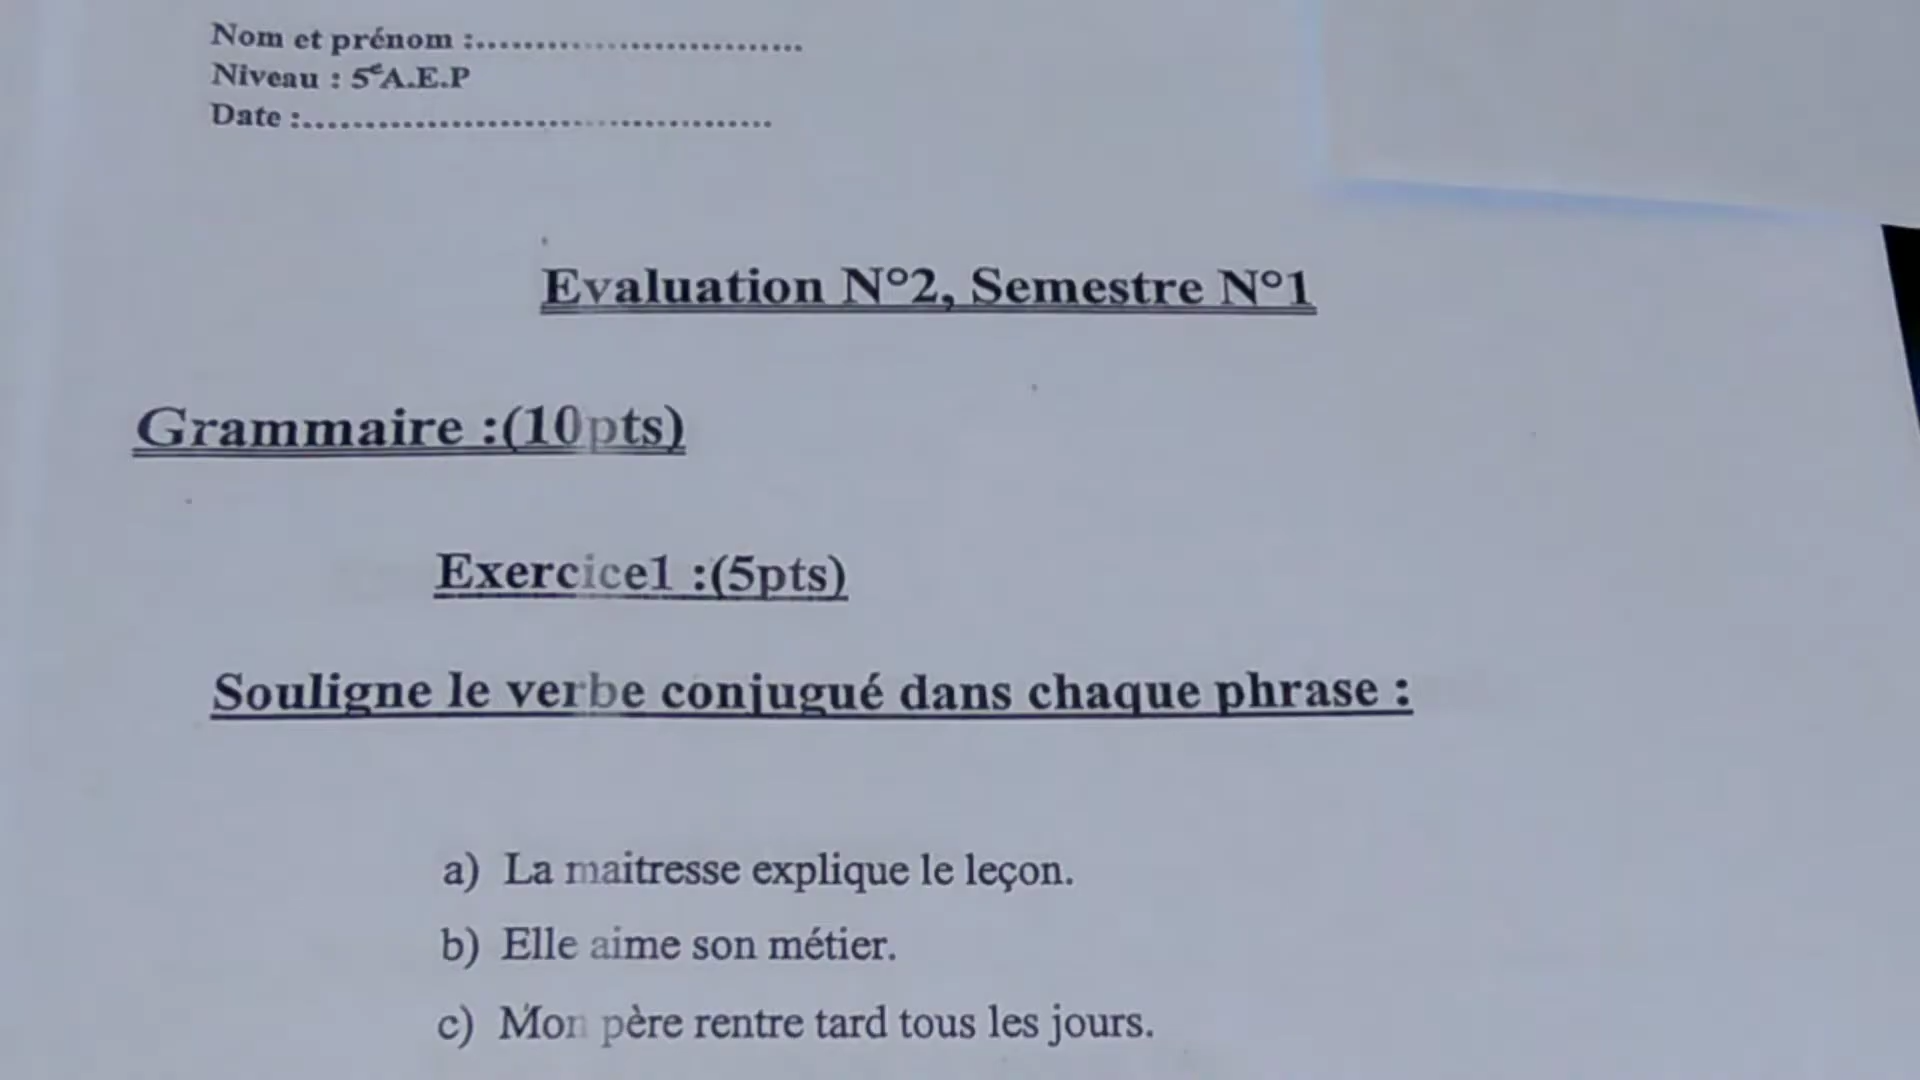 Nom et prénom :................................
Niveau : 5eA.E.P
Date :..........................................
Evaluation N°2, Semestre N°1
Grammaire :(10pts)
Exercice1 :(5pts)
Souligne le verbe conjugué dans chaque phrase :
a) La maitresse explique le leçon.
b) Elle aime son métier.
c) Mon père rentre tard tous les jours.